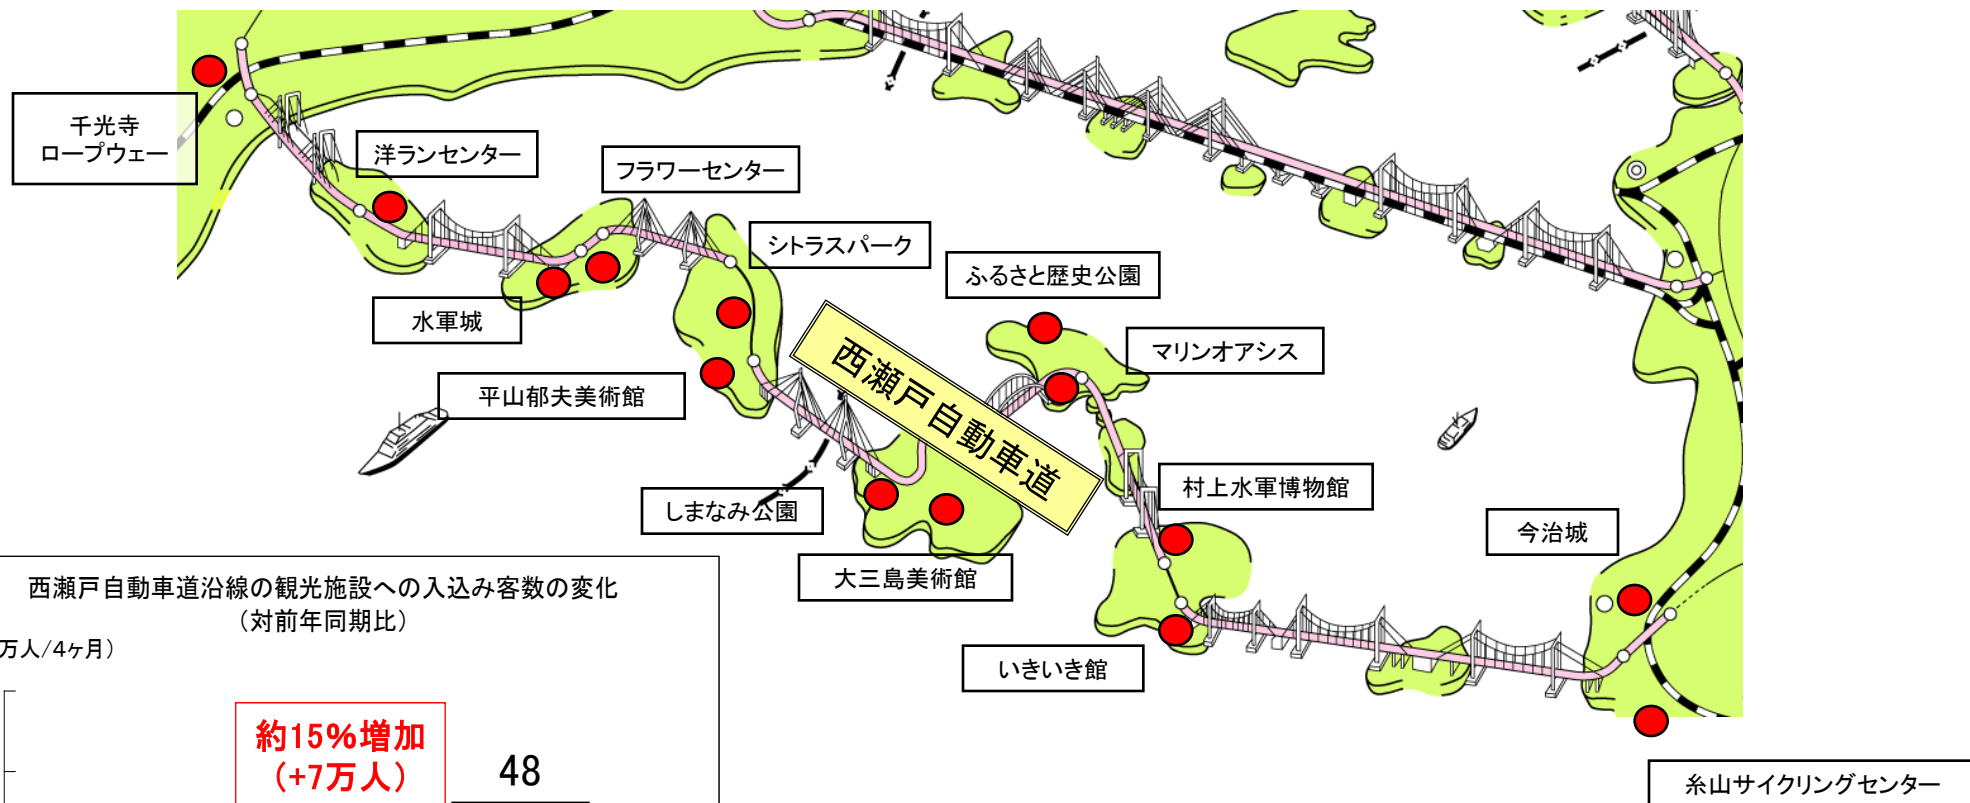 千光寺
ロープウェー
洋ランセンター
フラワーセンター
シトラスパーク
ふるさと歴史公園
水軍城
マリンオアシス
平山郁夫美術館
西瀬戸自動車道
村上水軍博物館
しまなみ公園
今治城
大三島美術館
いきいき館
糸山サイクリングセンター
西瀬戸自動車道沿線の観光施設への入込み客数の変化
（対前年同期比）
万人/4ヶ月）
約15%増加
（+7万人）
48